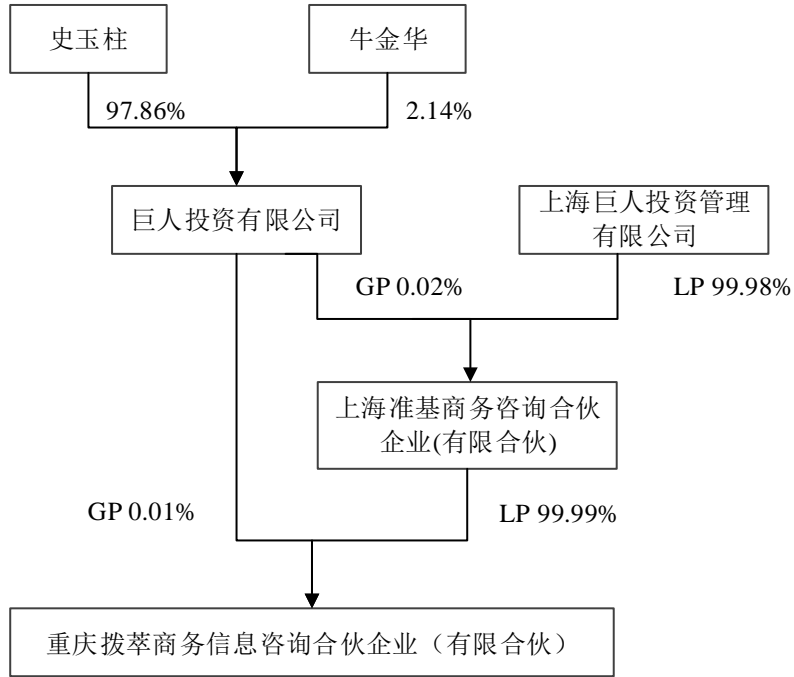 史玉柱
牛金华
97.86%
2.14%
巨人投资有限公司
上海巨人投资管理
有限公司
GP 0.02%
LP 99.98%
上海准基商务咨询合伙
企业(有限合伙)
GP 0.01%
LP 99.99%
重庆拨萃商务信息咨询合伙企业（有限合伙）